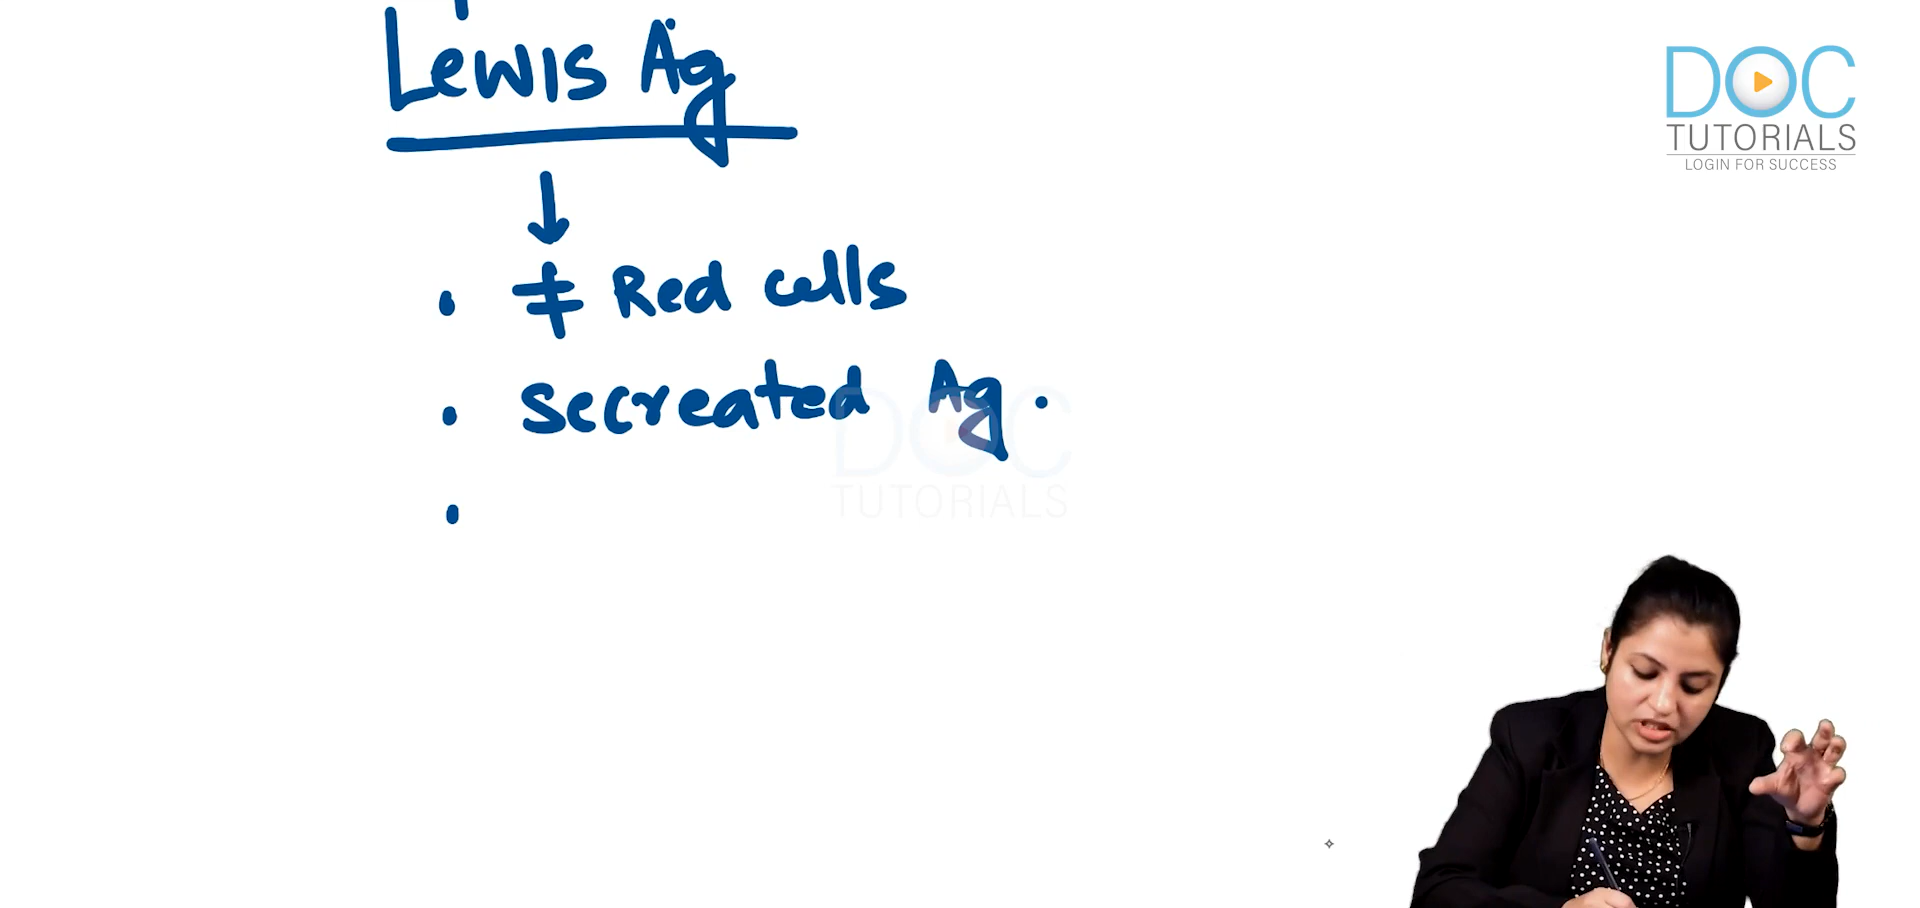 Lewis Ag
↓
• ≠ Red cells
• secreated Ag.
•
DOC
TUTORIALS
LOGIN FOR SUCCESS
DOC
TUTORIALS